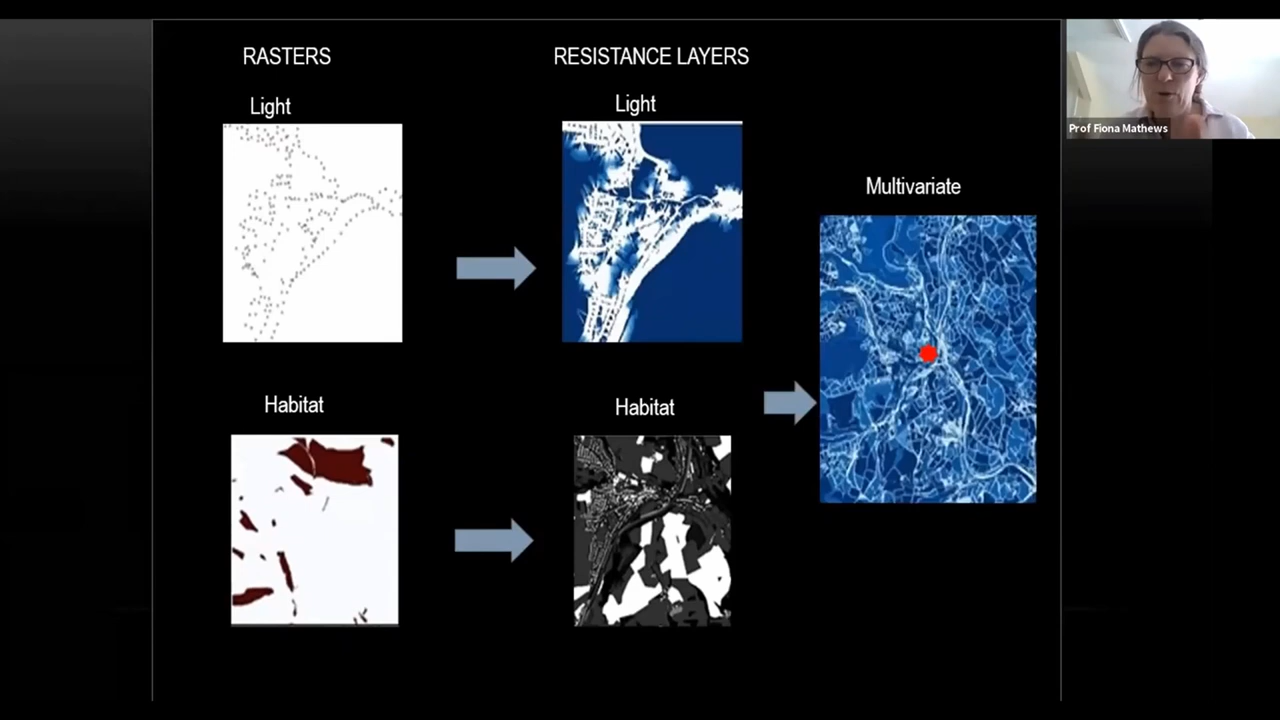 RASTERS
RESISTANCE LAYERS
Light
Light
Prof Fiona Mathews
Multivariate
Habitat
Habitat